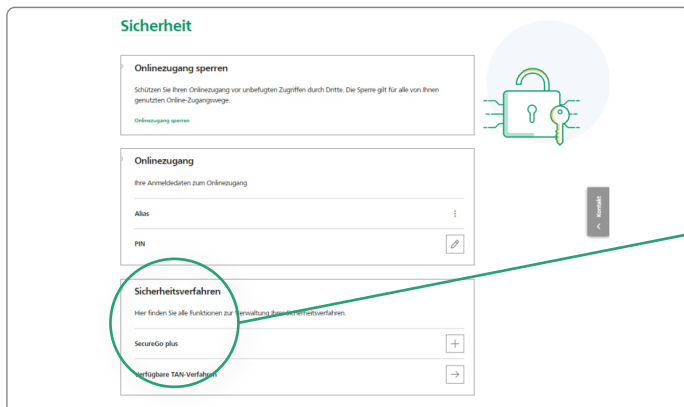 Sicherheit
Onlinezugang sperren
Schützen Sie Ihren Onlinezugang vor unbefugten Zugriffen durch Dritte. Die Sperre gilt für alle von Ihnen
genutzten Online-Zugangswege.
Onlinezugang sperren
Onlinezugang
Ihre Anmeldedaten zum Onlinezugang
Alias
PIN
Kontakt
Sicherheitsverfahren
Hier finden Sie alle Funktionen zur Verwaltung Ihrer Sicherheitsverfahren.
SecureGo plus
Verfügbare TAN-Verfahren